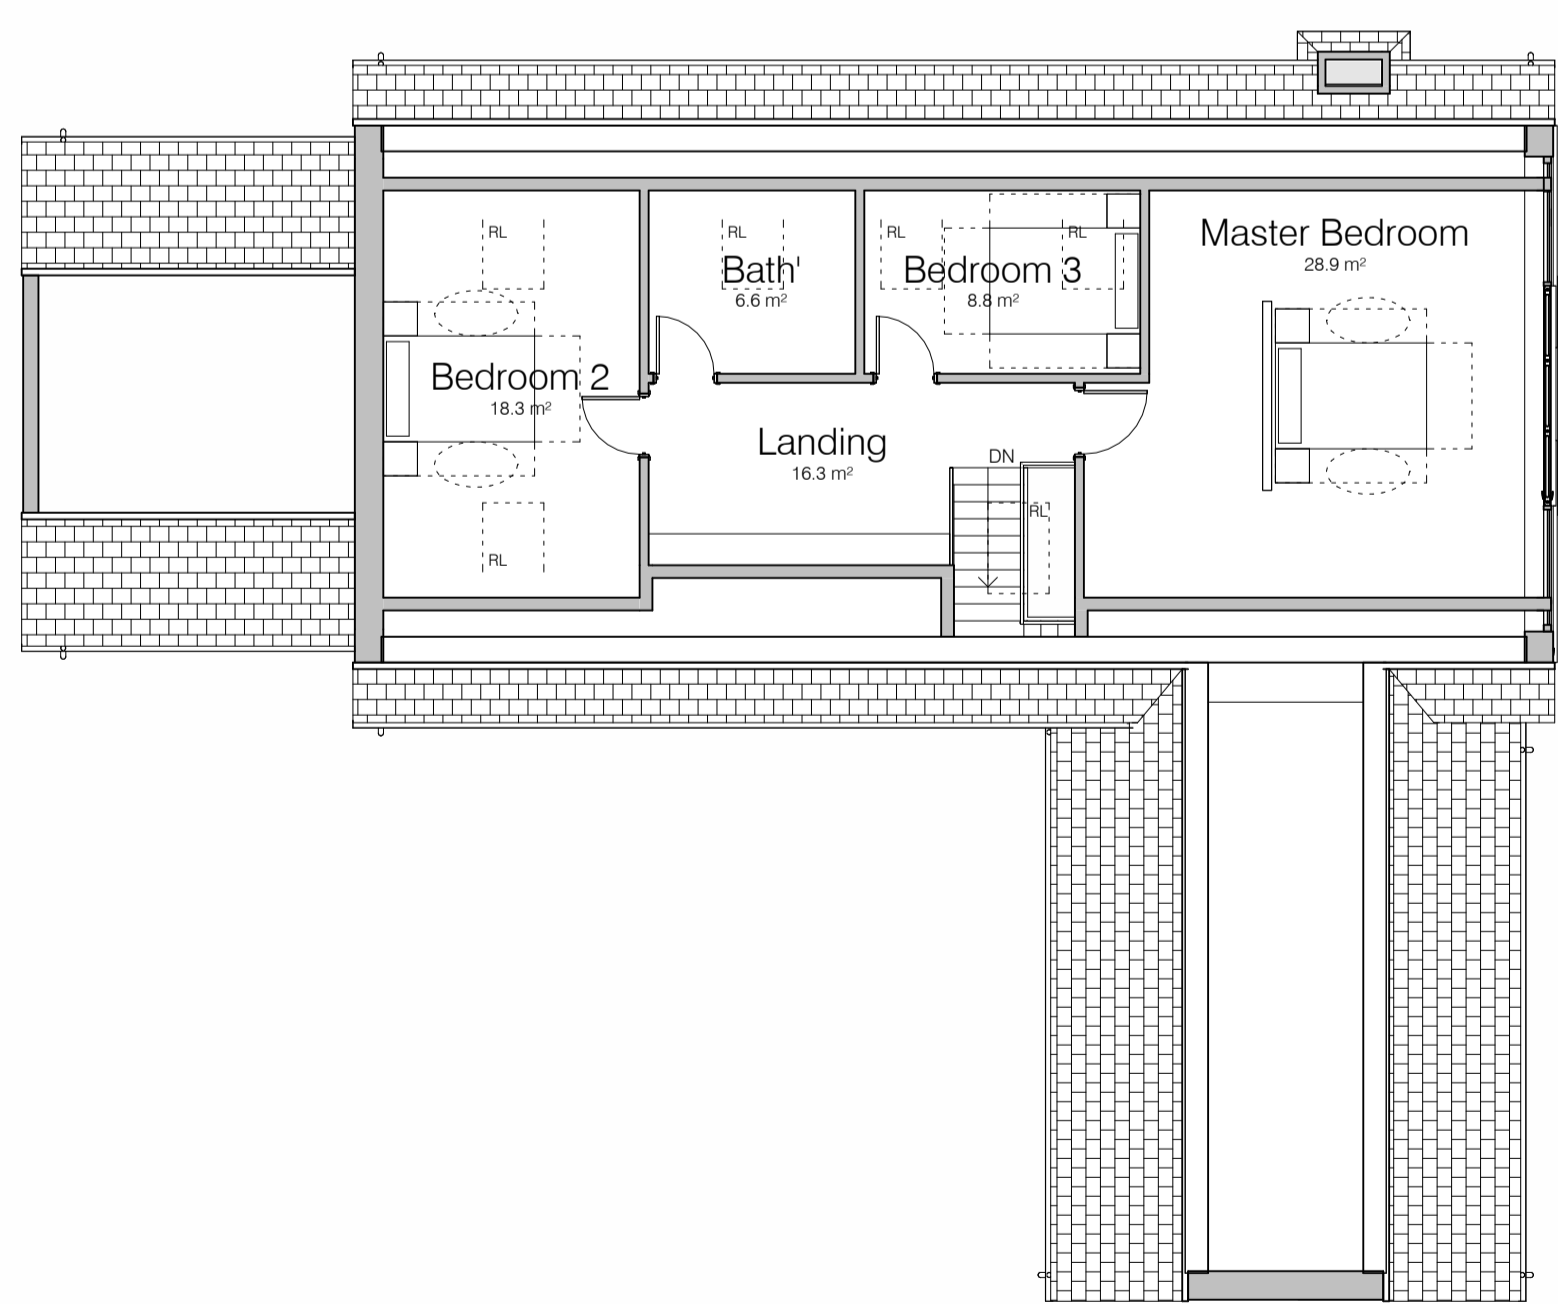 RL
RL
RL
RL
Master Bedroom
28.9 m²
Bath'
6.6 m²
Bedroom 3
8.8 m²
Bedroom 2
18.3 m²
Landing
16.3 m²
DN
RL
RL